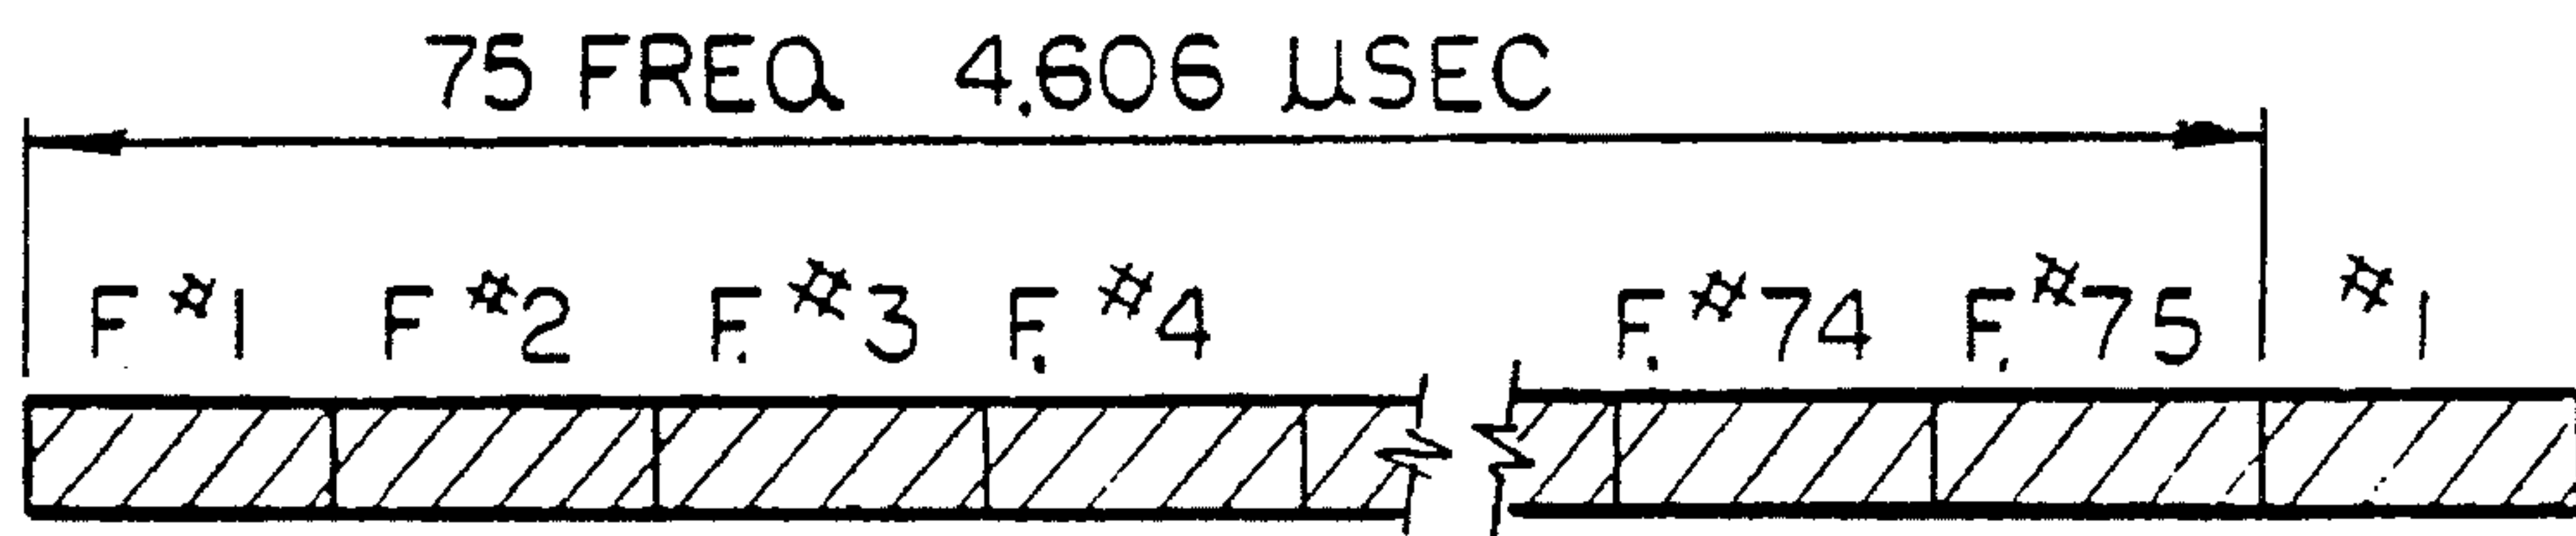 75 FREQ 4.606 µSEC
F #1 F #2 F. #3 F. #4 F. #74 F. #75 #1